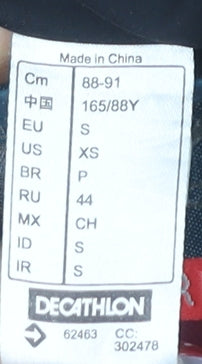 Made in China
Cm 88-91
中国 165/88Y
EU S
US XS
BR P
RU 44
MX CH
ID S
IR S
DECATHLON
62463 CC:
302478